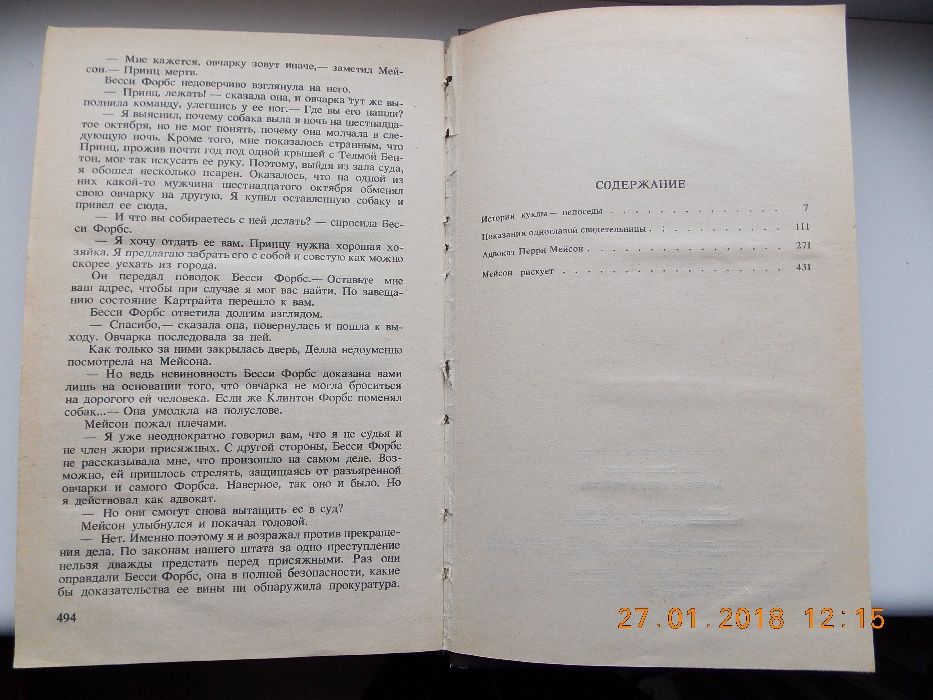 — Мне кажется, овчарку зовут иначе,— заметил Мей-
сон.— Принц мертв.
Бесси Форбс недоверчиво взглянула на него.
— Принц, лежать! — сказала она, и овчарка тут же вы-
полнила команду, улегшись у ее ног.— Где вы его нашли?
— Я выяснил, почему собака выла в ночь на шестнадца-
тое октября, но не мог понять, почему она молчала в сле-
дующую ночь. Кроме того, мне показалось странным, что
Принц, прожив почти год под одной крышей с Телмой Бен-
тон, мог так искусать ее руку. Поэтому, выйдя из зала суда,
я обошел несколько псарен. Оказалось, что на одной из
них какой-то мужчина шестнадцатого октября обменял
свою овчарку на другую. Я купил оставленную собаку и
привел ее сюда.
— И что вы собираетесь с ней делать? — спросила Бес-
си Форбс.
— Я хочу отдать ее вам. Принцу нужна хорошая хо-
зяйка. Я предлагаю забрать его с собой и советую как можно
скорее уехать из города.
Он передал поводок Бесси Форбс.— Оставьте мне
ваш адрес, чтобы при случае я мог вас найти. По завеща-
нию состояние Картрайта перешло к вам.
Бесси Форбс ответила долгим взглядом.
— Спасибо,— сказала она, повернулась и пошла к вы-
ходу. Овчарка последовала за ней.
Как только за ними закрылась дверь, Делла недоуменно
посмотрела на Мейсона.
— Но ведь невиновность Бесси Форбс доказана вами
лишь на основании того, что овчарка не могла броситься
на дорогого ей человека. Если же Клинтон Форбс поменял
собак...— Она умолкла на полуслове.
Мейсон пожал плечами.
— Я уже неоднократно говорил вам, что я не судья и
не член жюри присяжных. С другой стороны, Бесси Форбс
не рассказывала мне, что произошло на самом деле. Воз-
можно, ей пришлось стрелять, защищаясь от разъяренной
овчарки и самого Форбса. Наверное, так оно и было. Но
я действовал как адвокат.
— Но они смогут снова вытащить ее в суд?
Мейсон улыбнулся и покачал головой.
— Нет. Именно поэтому я и возражал против прекраще-
ния дела. По законам нашего штата за одно преступление
нельзя дважды предстать перед присяжными. Раз они
оправдали Бесси Форбс, она в полной безопасности, какие
бы доказательства ее вины ни обнаружила прокуратура.
494
СОДЕРЖАНИЕ
История куклы — непоседы . . . . . . . . . . . . 7
Показания одноглазой свидетельницы . . . . . . . . . 111
Адвокат Перри Мейсон . . . . . . . . . . . . . 271
Мейсон рискует . . . . . . . . . . . . . . . 431
27.01.2018 12:15